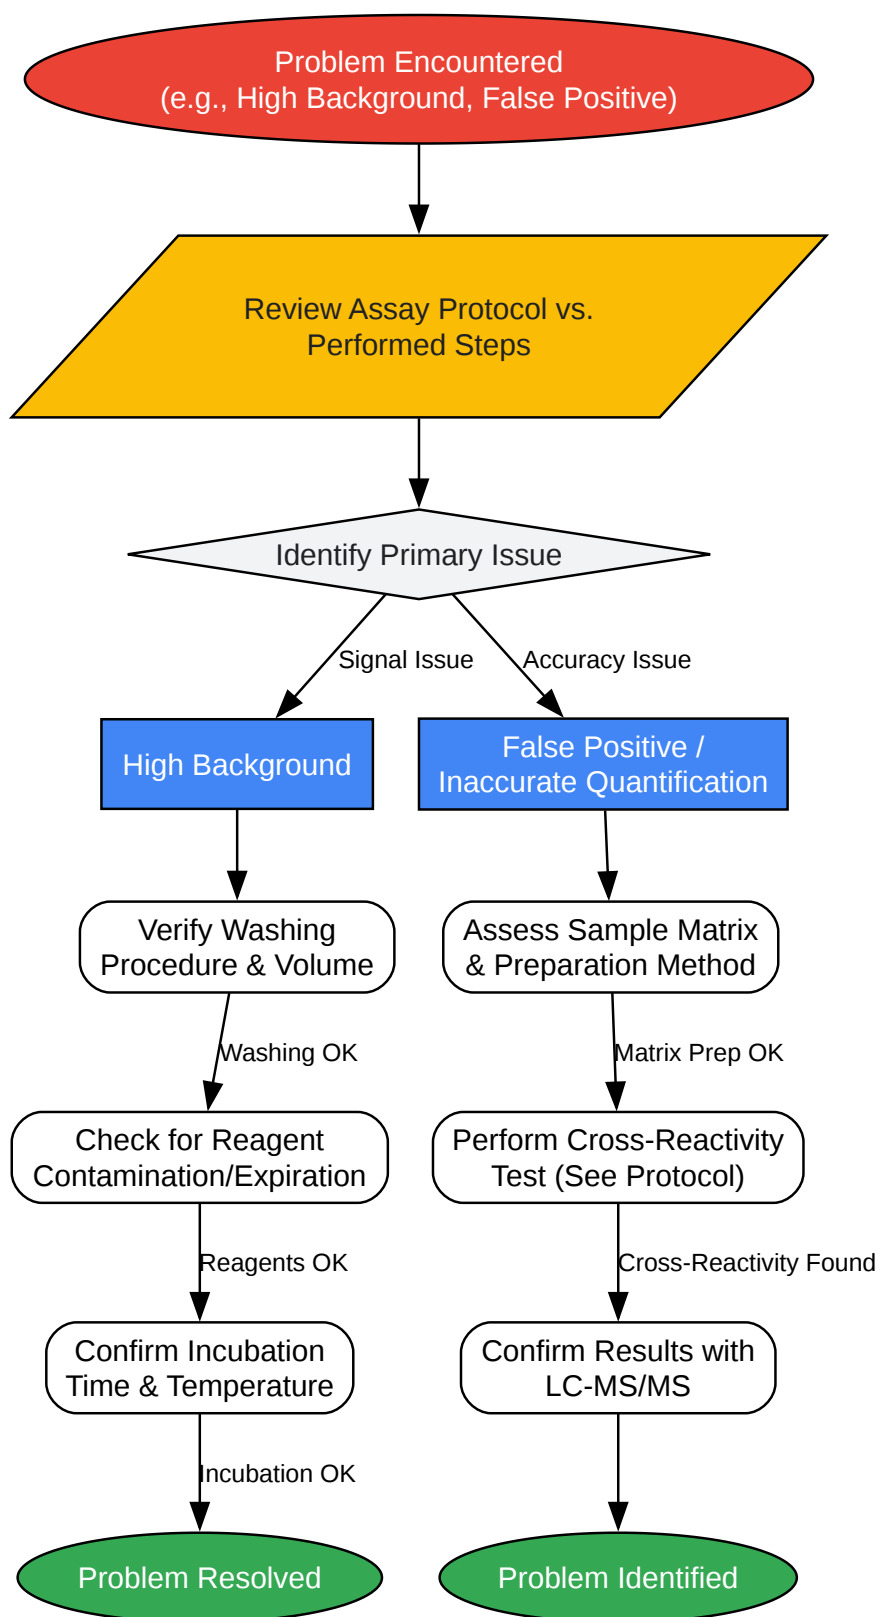 Problem Encountered
(e.g., High Background, False Positive)
Review Assay Protocol vs.
Performed Steps
Identify Primary Issue
Signal Issue
Accuracy Issue
High Background
False Positive /
Inaccurate Quantification
Verify Washing
Procedure & Volume
Assess Sample Matrix
& Preparation Method
Washing OK
Matrix Prep OK
Check for Reagent
Contamination/Expiration
Perform Cross-Reactivity
Test (See Protocol)
Reagents OK
Cross-Reactivity Found
Confirm Incubation
Time & Temperature
Confirm Results with
LC-MS/MS
Incubation OK
Problem Resolved
Problem Identified